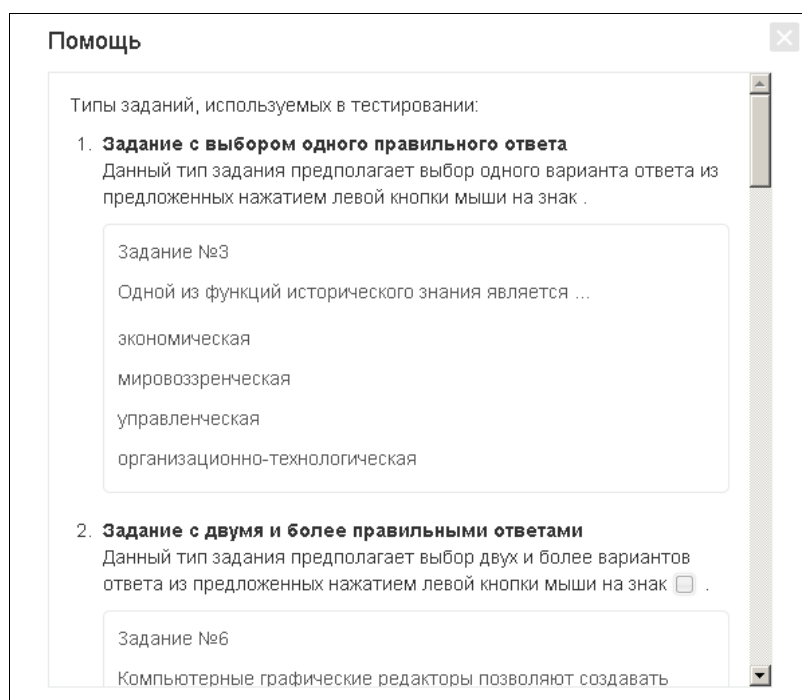 Помощь
Типы заданий, используемых в тестировании:
1. Задание с выбором одного правильного ответа
Данный тип задания предполагает выбор одного варианта ответа из
предложенных нажатием левой кнопки мыши на знак .
Задание №3
Одной из функций исторического знания является ...
экономическая
мировоззренческая
управленческая
организационно-технологическая
2. Задание с двумя и более правильными ответами
Данный тип задания предполагает выбор двух и более вариантов
ответа из предложенных нажатием левой кнопки мыши на знак .
Задание №6
Компьютерные графические редакторы позволяют создавать